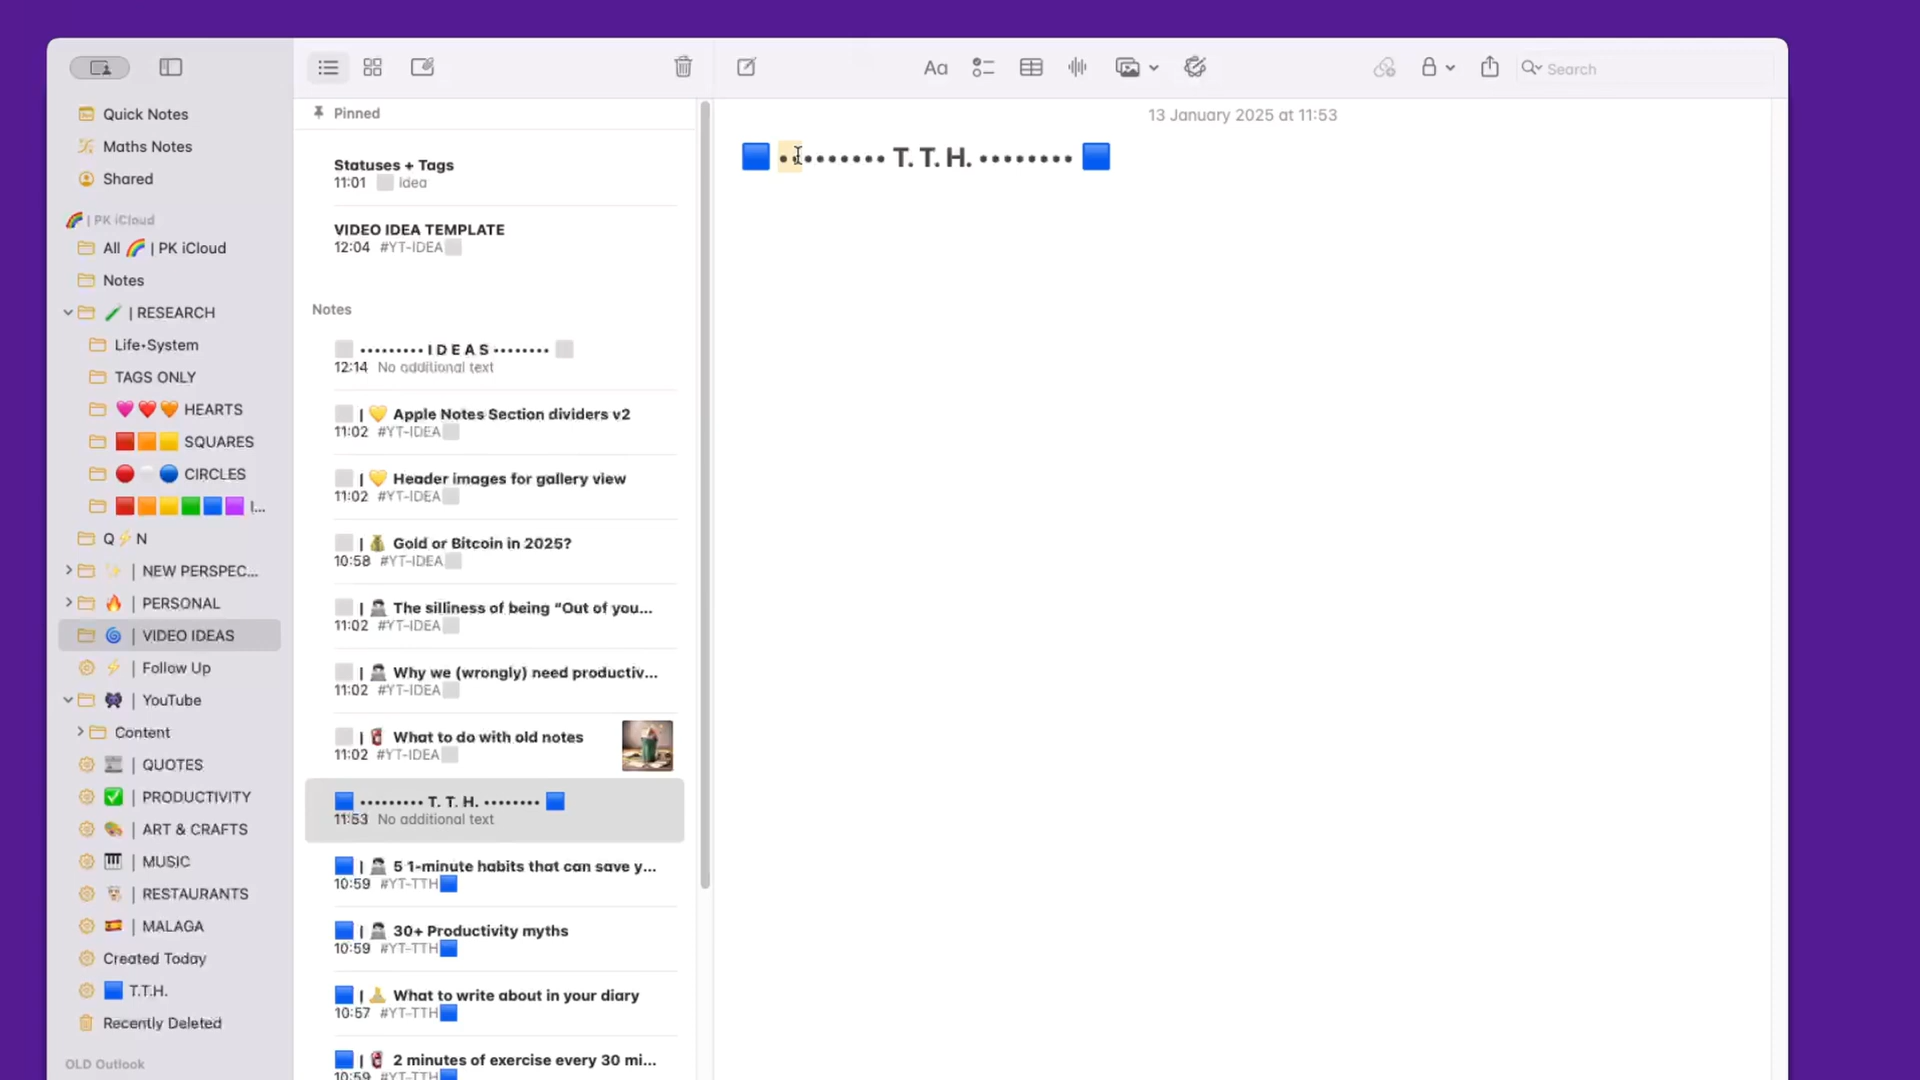 Search
Quick Notes
Maths Notes
Shared
🌈 | PK iCloud
All 🌈 | PK iCloud
Notes
| RESEARCH
Life•System
TAGS ONLY
🩷❤️🧡 HEARTS
🟥🟧🟨 SQUARES
🔴⚪🔵 CIRCLES
🟥🟧🟨🟩🟦🟪 I...
Q⚡N
✨ | NEW PERSPEC...
🔥 | PERSONAL
🌀 | VIDEO IDEAS
⚡ | Follow Up
👾 | YouTube
Content
| QUOTES
✅ | PRODUCTIVITY
🎨 | ART & CRAFTS
🎹 | MUSIC
| RESTAURANTS
🇪🇸 | MALAGA
Created Today
🟦 T.T.H.
Recently Deleted
OLD Outlook
Pinned
Statuses + Tags
11:01 ⬜ Idea
VIDEO IDEA TEMPLATE
12:04 #YT-IDEA⬜
Notes
⬜ ••••••••• I D E A S •••••••• ⬜
12:14 No additional text
⬜ | 💛 Apple Notes Section dividers v2
11:02 #YT-IDEA⬜
⬜ | 💛 Header images for gallery view
11:02 #YT-IDEA⬜
⬜ | 💰 Gold or Bitcoin in 2025?
10:58 #YT-IDEA⬜
⬜ | The silliness of being “Out of you...
11:02 #YT-IDEA⬜
⬜ | Why we (wrongly) need productiv...
11:02 #YT-IDEA⬜
⬜ | What to do with old notes
11:02 #YT-IDEA⬜
🟦 ••••••••• T. T. H. •••••••• 🟦
11:53 No additional text
🟦 | 5 1-minute habits that can save y...
10:59 #YT-TTH🟦
🟦 | 30+ Productivity myths
10:59 #YT-TTH🟦
🟦 | What to write about in your diary
10:57 #YT-TTH🟦
🟦 | 2 minutes of exercise every 30 mi...
10:59 #YT-TTH🟦
13 January 2025 at 11:53
🟦 ••••••••• T. T. H. •••••••• 🟦